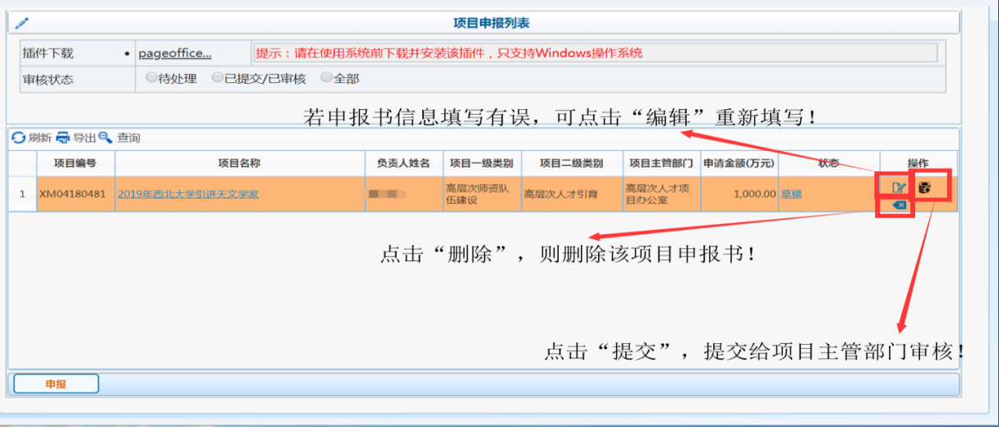 项目申报列表
插件下载 • pageoffice... 提示：请在使用系统前下载并安装该插件，只支持Windows操作系统
审核状态 待处理 已提交/已审核 全部
若申报书信息填写有误，可点击“编辑”重新填写！
刷新 导出 查询
项目编号 项目名称 负责人姓名 项目一级类别 项目二级类别 项目主管部门 申请金额(万元) 状态 操作
1 XM04180481 2019年西北大学引进天文学家 高层次师资队伍建设 高层次人才引育 高层次人才项目办公室 1,000.00 草稿
点击“删除”，则删除该项目申报书！
点击“提交”，提交给项目主管部门审核！
申报